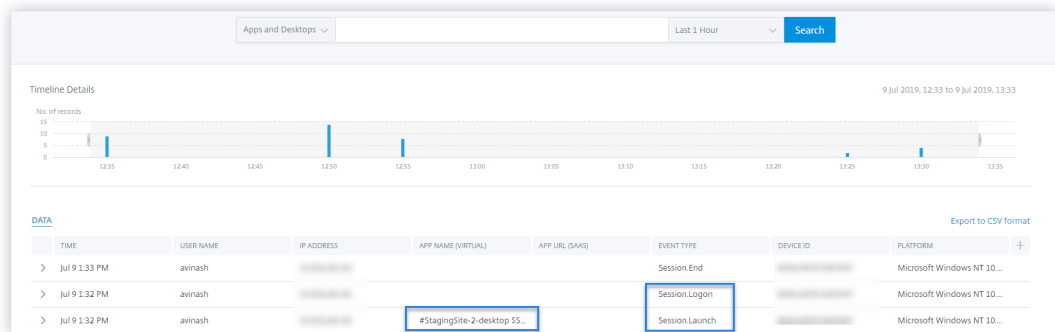 Apps and Desktops Last 1 Hour Search
Timeline Details 9 Jul 2019, 12:33 to 9 Jul 2019, 13:33
No. of records
15
10
5
0
12:35 12:40 12:45 12:50 12:55 13:00 13:05 13:10 13:15 13:20 13:25 13:30 13:35
DATA Export to CSV format
TIME USER NAME IP ADDRESS APP NAME (VIRTUAL) APP URL (SAAS) EVENT TYPE DEVICE ID PLATFORM +
Jul 9 1:33 PM avinash Session.End Microsoft Windows NT 10....
Jul 9 1:32 PM avinash Session.Logon Microsoft Windows NT 10....
Jul 9 1:32 PM avinash #StagingSite-2-desktop SS... Session.Launch Microsoft Windows NT 10....